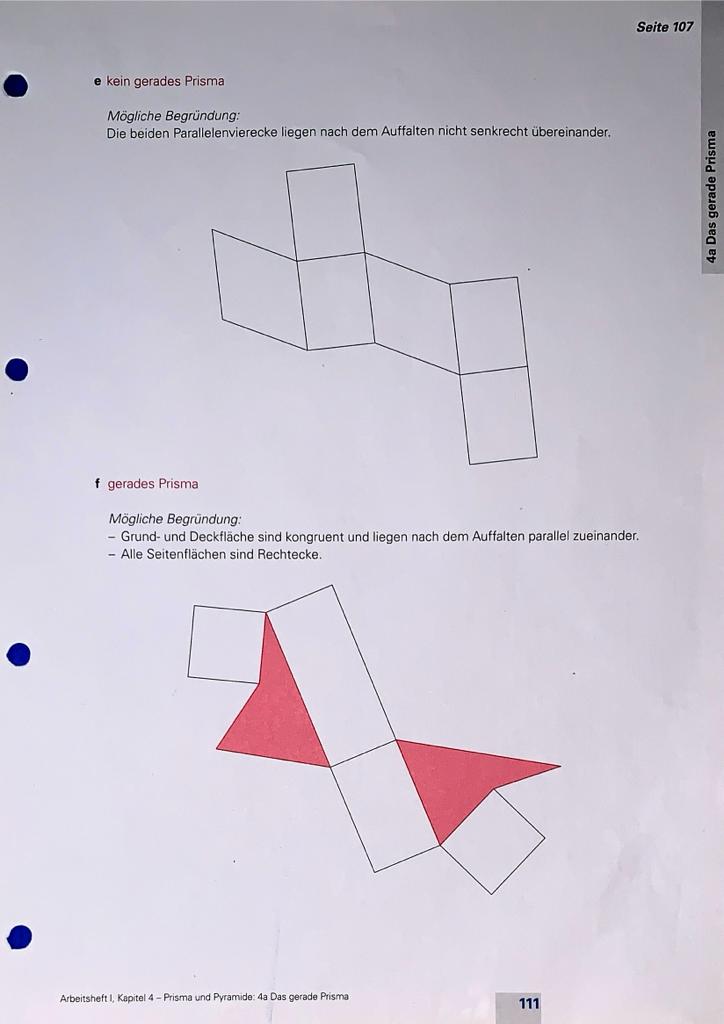 Seite 107
4a Das gerade Prisma
e kein gerades Prisma
Mögliche Begründung:
Die beiden Parallelenvierecke liegen nach dem Auffalten nicht senkrecht übereinander.
f gerades Prisma
Mögliche Begründung:
– Grund- und Deckfläche sind kongruent und liegen nach dem Auffalten parallel zueinander.
– Alle Seitenflächen sind Rechtecke.
Arbeitsheft I, Kapitel 4 – Prisma und Pyramide: 4a Das gerade Prisma
111